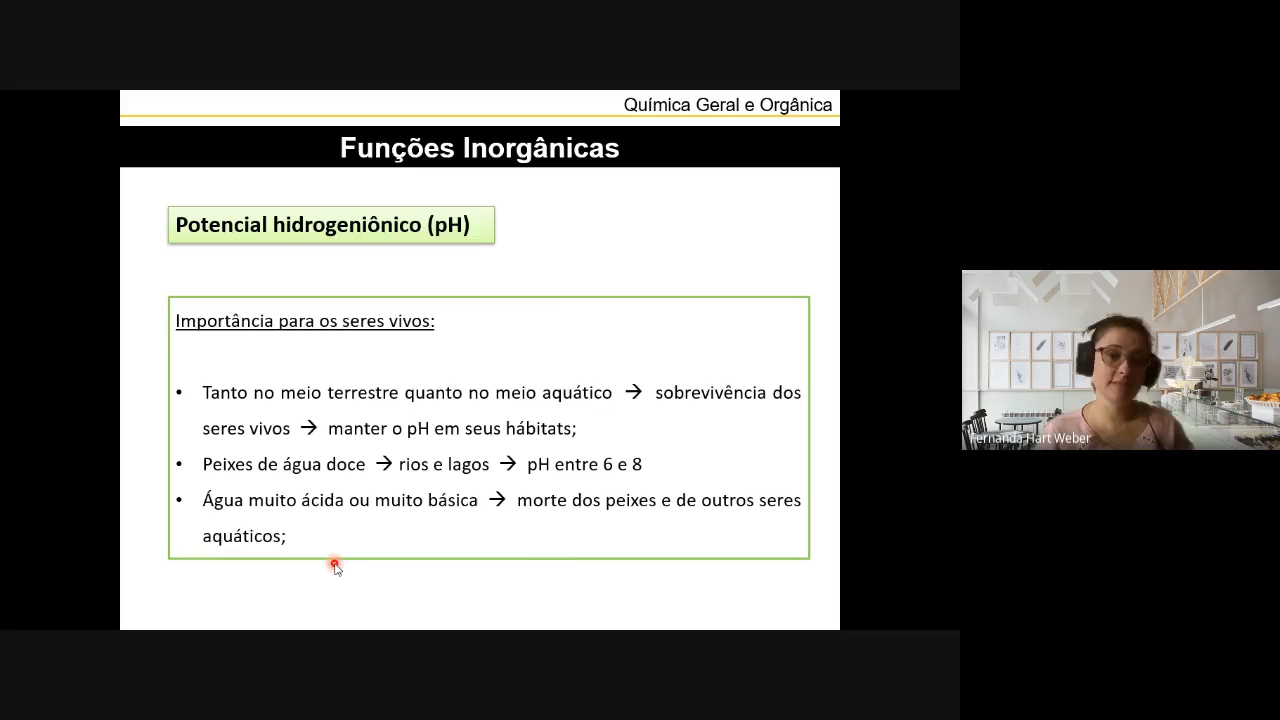 Química Geral e Orgânica
Funções Inorgânicas
Potencial hidrogeniônico (pH)
Importância para os seres vivos:
• Tanto no meio terrestre quanto no meio aquático → sobrevivência dos
seres vivos → manter o pH em seus hábitats;
• Peixes de água doce → rios e lagos → pH entre 6 e 8
• Água muito ácida ou muito básica → morte dos peixes e de outros seres
aquáticos;
Fernanda Hart Weber